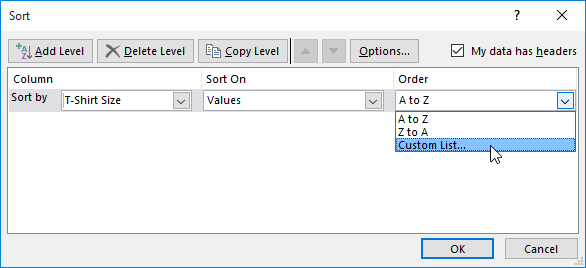 Sort
? 
Add Level Delete Level Copy Level Options... My data has headers
Column Sort On Order
Sort by T-Shirt Size Values A to Z
A to Z
Z to A
Custom List...
OK Cancel